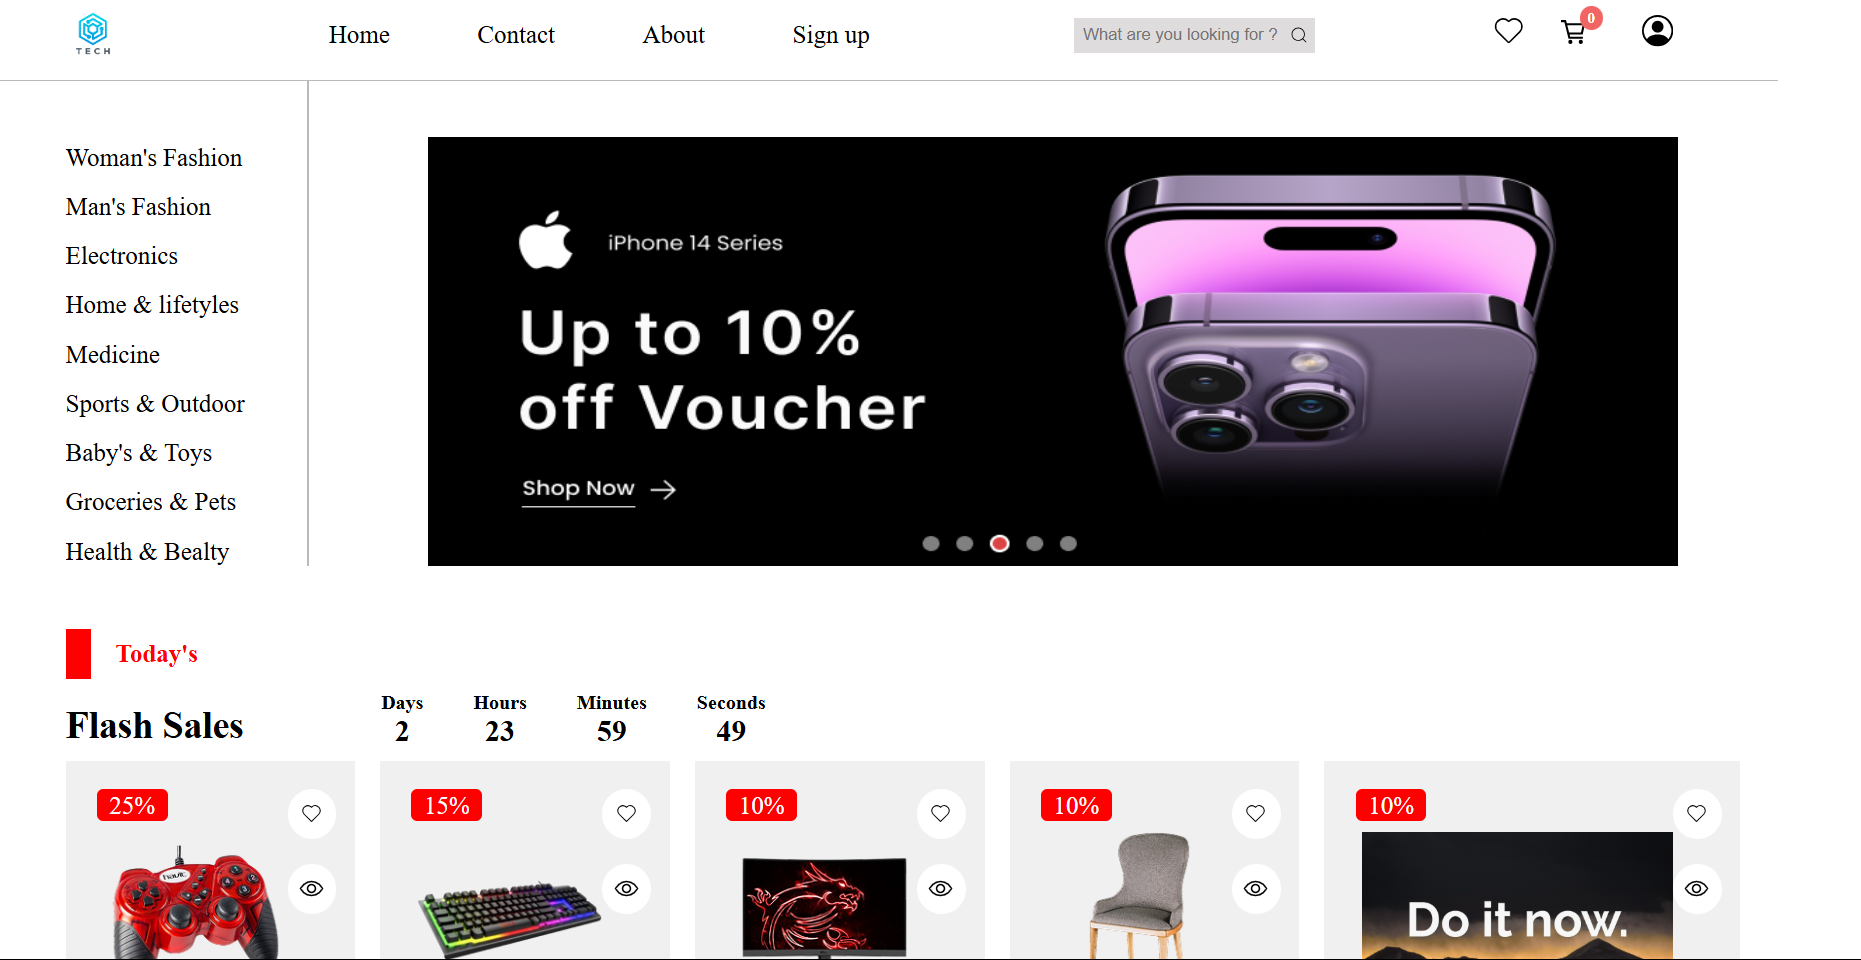 TECH
Home Contact About Sign up What are you looking for ? 0
Woman's Fashion
Man's Fashion
Electronics
Home & lifetyles
Medicine
Sports & Outdoor
Baby's & Toys
Groceries & Pets
Health & Bealty
iPhone 14 Series
Up to 10%
off Voucher
Shop Now
Today's
Flash Sales
Days Hours Minutes Seconds
2 23 59 49
25% 15% 10% 10% 10%
havit
Do it now.